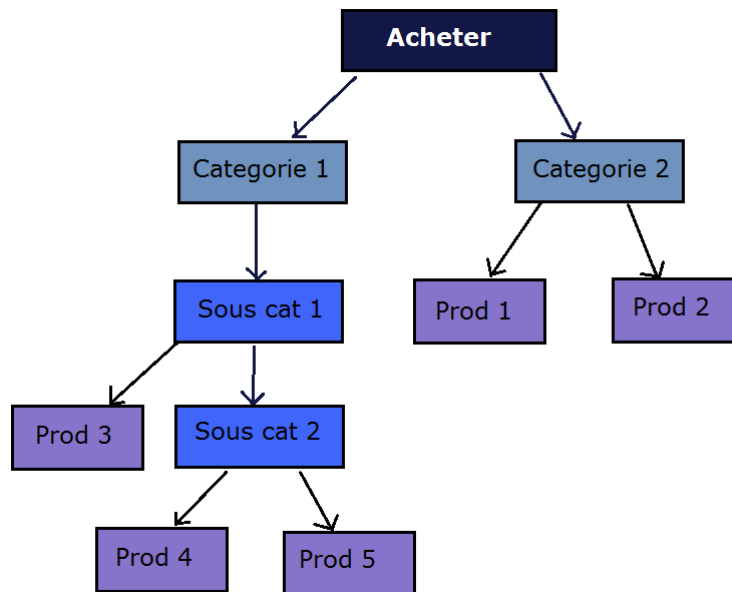 Acheter
Categorie 1
Categorie 2
Sous cat 1
Prod 1
Prod 2
Prod 3
Sous cat 2
Prod 4
Prod 5